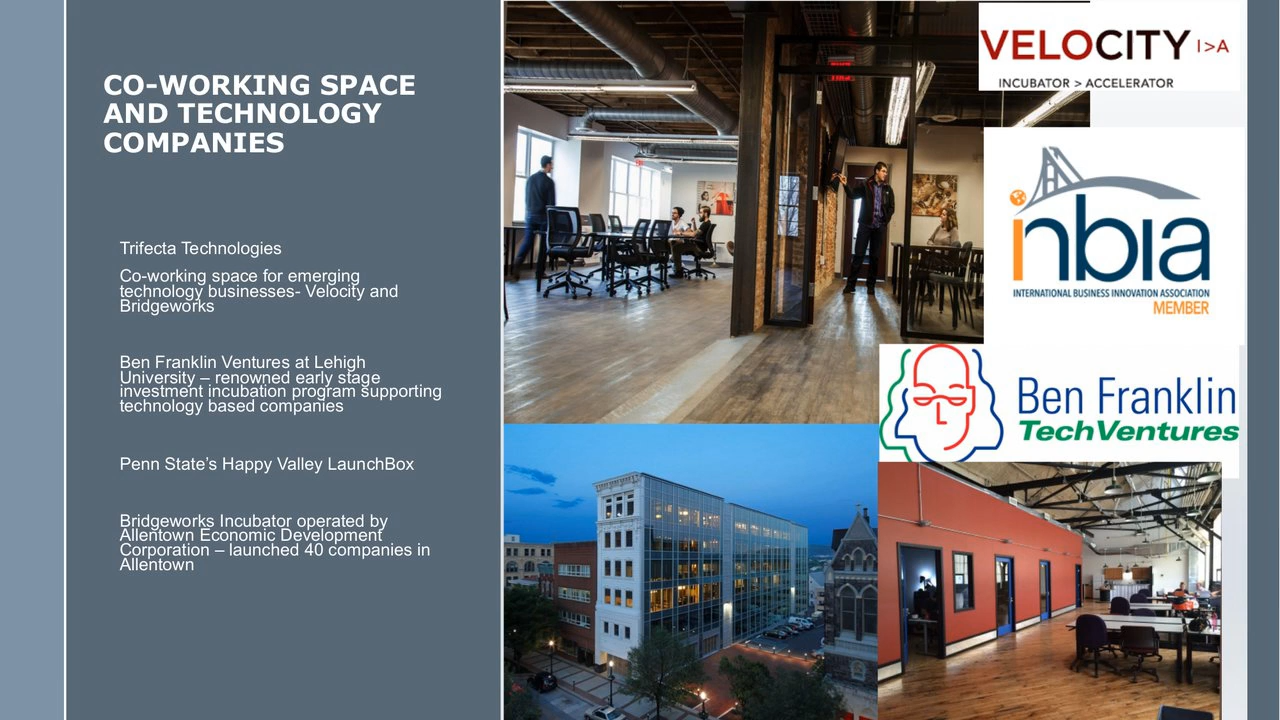 CO-WORKING SPACE
AND TECHNOLOGY
COMPANIES
Trifecta Technologies
Co-working space for emerging
technology businesses- Velocity and
Bridgeworks
Ben Franklin Ventures at Lehigh
University – renowned early stage
investment incubation program supporting
technology based companies
Penn State’s Happy Valley LaunchBox
Bridgeworks Incubator operated by
Allentown Economic Development
Corporation – launched 40 companies in
Allentown
VELOCITY I>A
INCUBATOR > ACCELERATOR
inbia
INTERNATIONAL BUSINESS INNOVATION ASSOCIATION
MEMBER
Ben Franklin
TechVentures